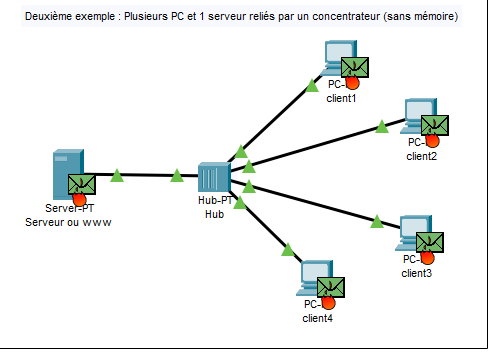 Deuxième exemple : Plusieurs PC et 1 serveur reliés par un concentrateur (sans mémoire)
PC-
client1
PC-
client2
Server-PT
Serveur ou www
Hub-PT
Hub
PC-
client3
PC-
client4